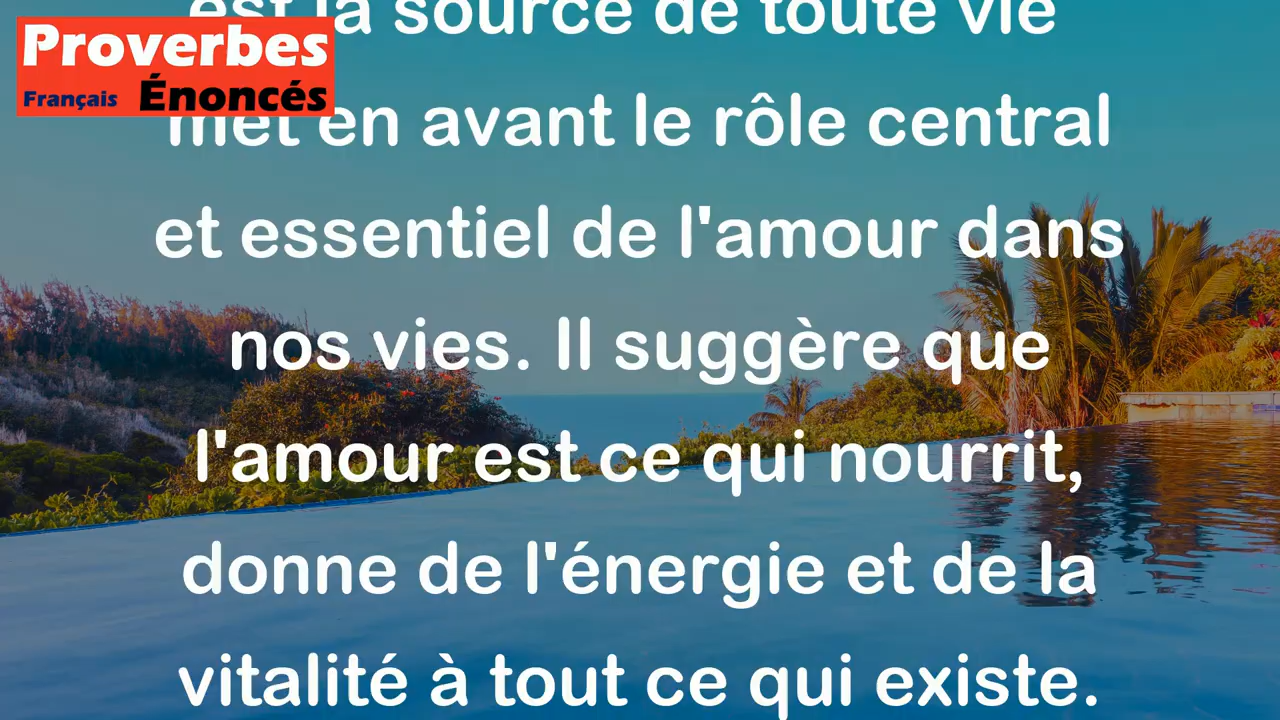 Proverbes
Français Énoncés
est la source de toute vie
met en avant le rôle central
et essentiel de l'amour dans
nos vies. Il suggère que
l'amour est ce qui nourrit,
donne de l'énergie et de la
vitalité à tout ce qui existe.